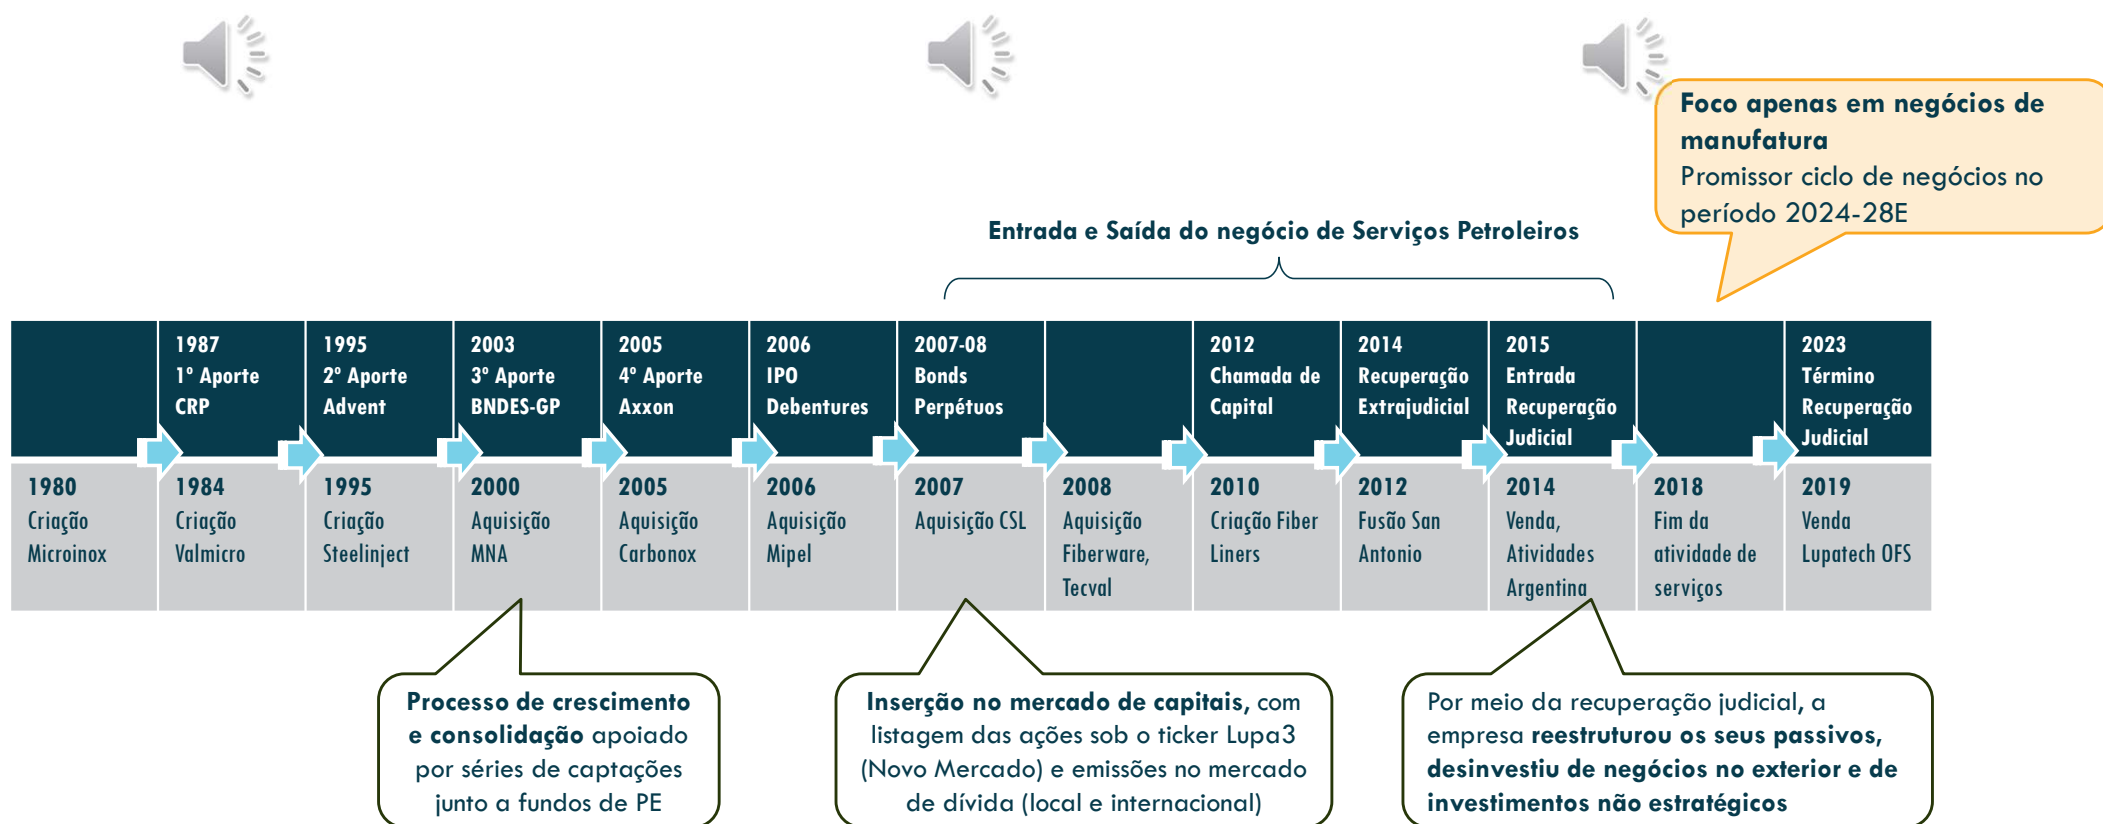 Foco apenas em negócios de
manufatura
Promissor ciclo de negócios no
período 2024-28E
Entrada e Saída do negócio de Serviços Petroleiros
1987
1º Aporte
CRP
1995
2º Aporte
Advent
2003
3º Aporte
BNDES-GP
2005
4º Aporte
Axxon
2006
IPO
Debentures
2007-08
Bonds
Perpétuos
2012
Chamada de
Capital
2014
Recuperação
Extrajudicial
2015
Entrada
Recuperação
Judicial
2023
Término
Recuperação
Judicial
1980
Criação
Microinox
1984
Criação
Valmicro
1995
Criação
Steelinject
2000
Aquisição
MNA
2005
Aquisição
Carbonox
2006
Aquisição
Mipel
2007
Aquisição CSL
2008
Aquisição
Fiberware,
Tecval
2010
Criação Fiber
Liners
2012
Fusão San
Antonio
2014
Venda,
Atividades
Argentina
2018
Fim da
atividade de
serviços
2019
Venda
Lupatech OFS
Processo de crescimento
e consolidação apoiado
por séries de captações
junto a fundos de PE
Inserção no mercado de capitais, com
listagem das ações sob o ticker Lupa3
(Novo Mercado) e emissões no mercado
de dívida (local e internacional)
Por meio da recuperação judicial, a
empresa reestruturou os seus passivos,
desinvestiu de negócios no exterior e de
investimentos não estratégicos